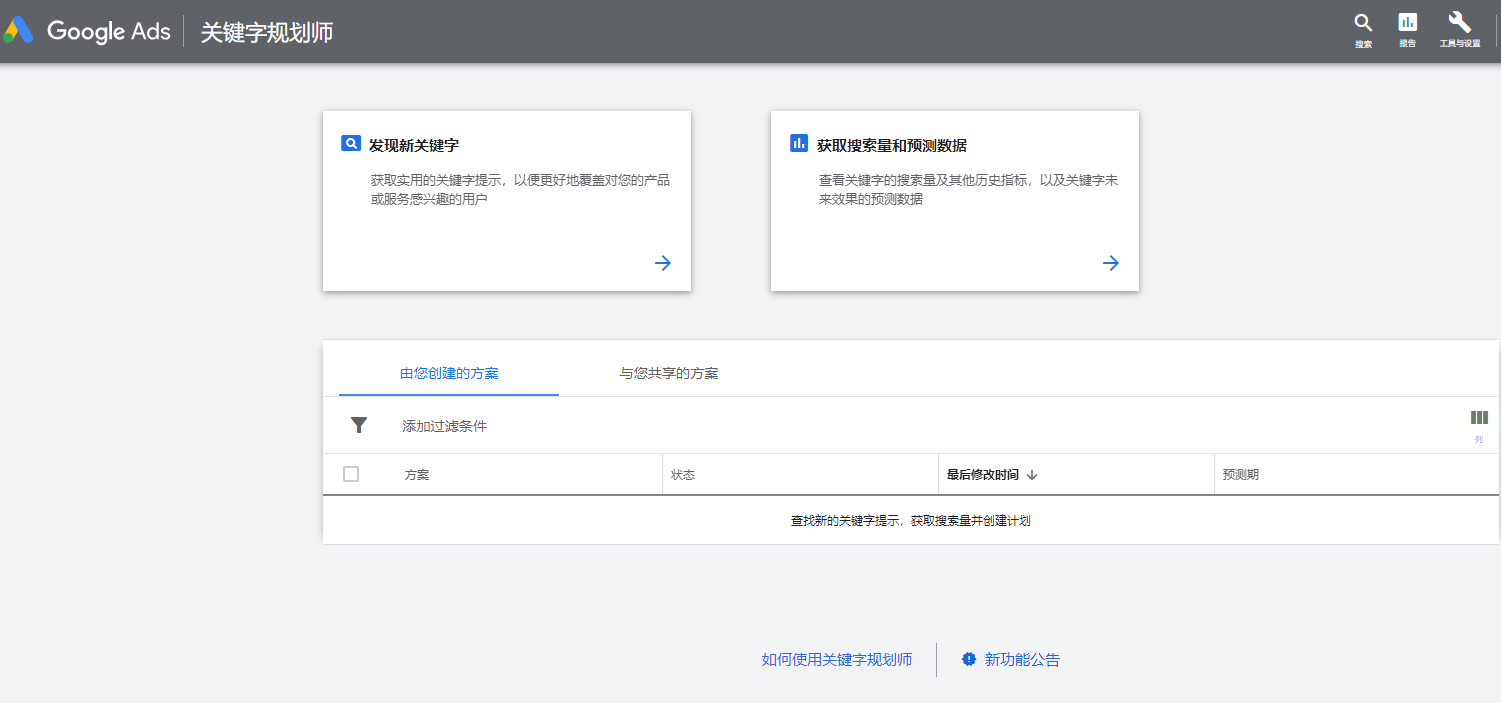 Google Ads
关键字规划师
搜索
报告
工具与设置
发现新关键字
获取实用的关键字提示，以便更好地覆盖对您的产品
或服务感兴趣的用户
获取搜索量和预测数据
查看关键字的搜索量及其他历史指标，以及关键字未
来效果的预测数据
由您创建的方案
与您共享的方案
添加过滤条件
列
方案
状态
最后修改时间
预测期
查找新的关键字提示，获取搜索量并创建计划
如何使用关键字规划师
新功能公告